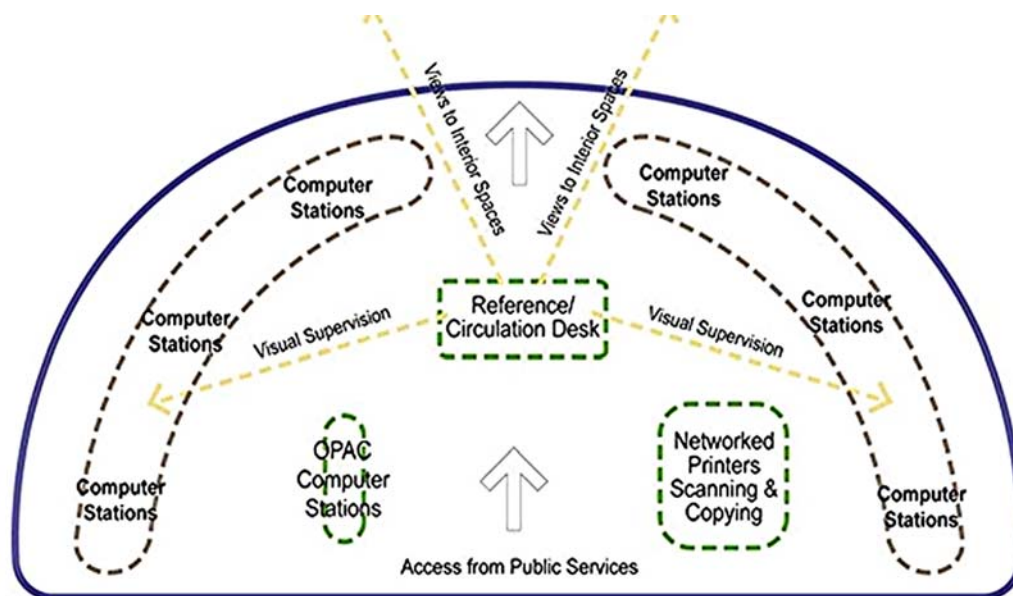 Views to Interior Spaces
Views to Interior Spaces
Computer
Stations
Computer
Stations
Computer
Stations
Computer
Stations
Reference/
Circulation Desk
Visual Supervision
Visual Supervision
OPAC
Computer
Stations
Networked
Printers
Scanning &
Copying
Computer
Stations
Computer
Stations
Access from Public Services